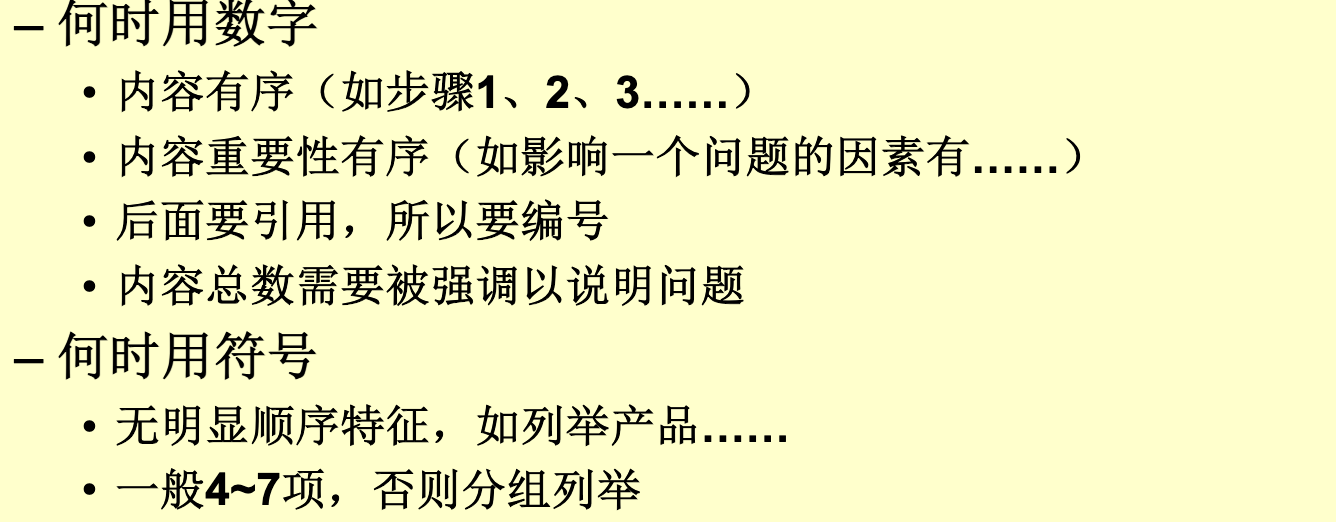 – 何时用数字
• 内容有序（如步骤1、2、3……）
• 内容重要性有序（如影响一个问题的因素有……）
• 后面要引用，所以要编号
• 内容总数需要被强调以说明问题
– 何时用符号
• 无明显顺序特征，如列举产品……
• 一般4~7项，否则分组列举